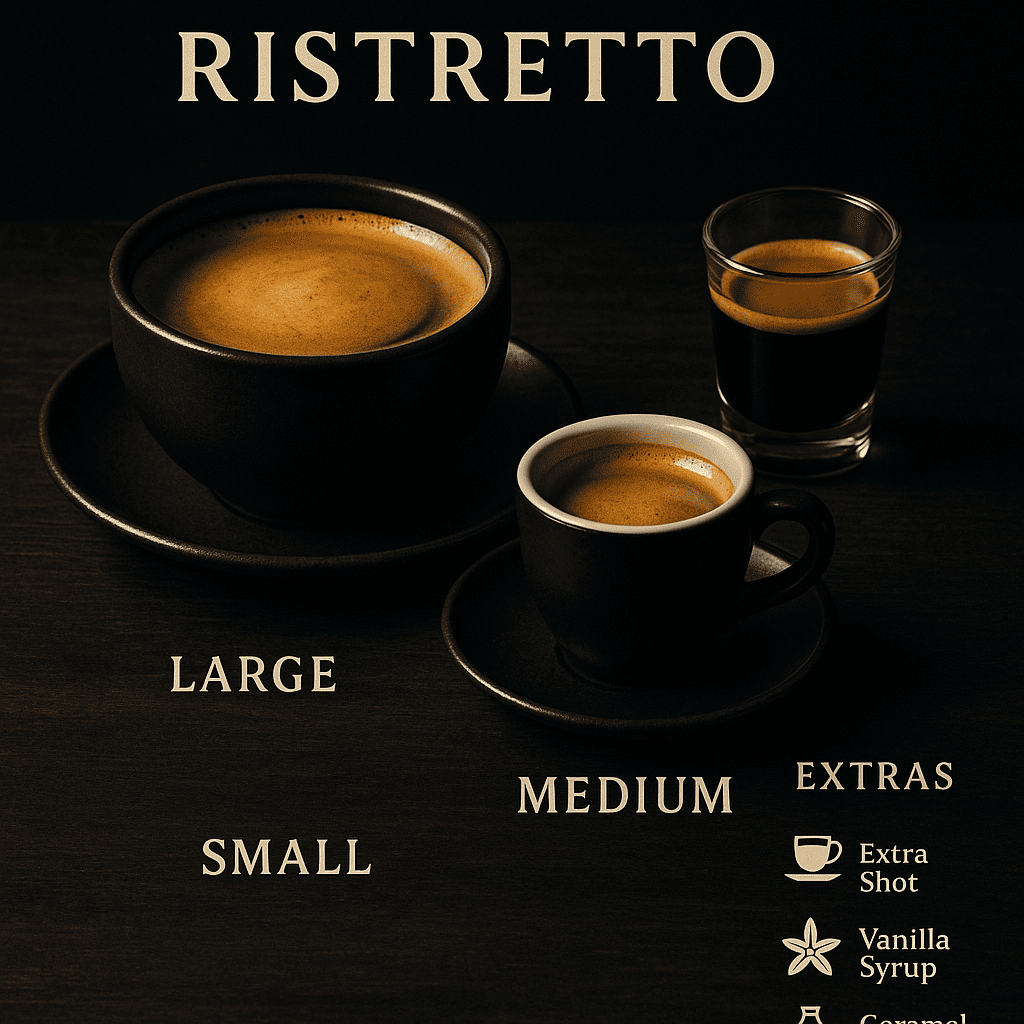 RISTRETTO
LARGE
MEDIUM
SMALL
EXTRAS
Extra
Shot
Vanilla
Syrup